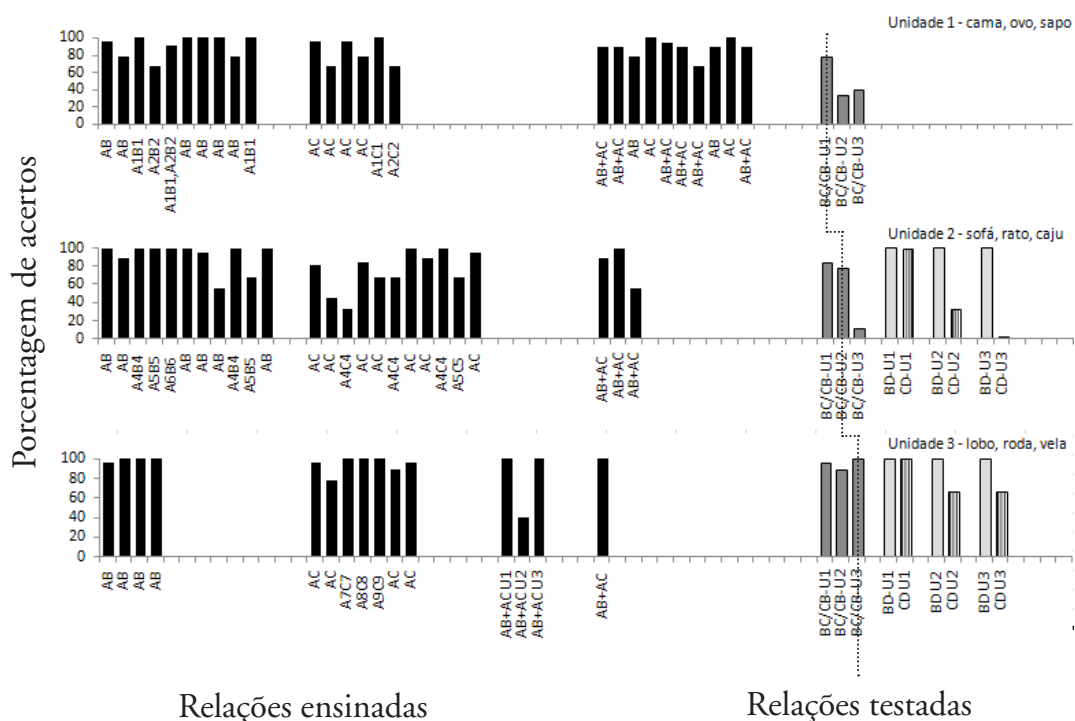 Porcentagem de acertos
Unidade 1 - cama, ovo, sapo
100
80
60
40
20
0
AB AB A1B1 A2B2 A1B1,A2B2 AB AB AB AB A1B1
AC AC AC AC A1C1 A2C2
AB+AC AB+AC AB AC AB+AC AB+AC AB+AC AB AC AB+AC
BC/CB-U1 BC/CB- U2 BC/CB-U3
Unidade 2 - sofá, rato, caju
100
80
60
40
20
0
AB AB A4B4 A5B5 A6B6 AB AB AB A4B4 A5B5 AB
AC AC A4C4 AC AC A4C4 AC AC A4C4 A5C5 AC
AB+AC AB+AC AB+AC
BC/CB-U1 BC/CB-U2 BC/CB-U3
BD-U1 CD-U1 BD-U2 CD-U2 BD-U3 CD-U3
Unidade 3 - lobo, roda, vela
100
80
60
40
20
0
AB AB AB AB
AC AC A7C7 A8C8 A9C9 AC AC
AB+AC U1 AB+AC U2 AB+AC U3
AB+AC
BC/CB-U1 BC/CB-U2 BC/CB-U3
BD-U1 CD U1 BD U2 CD U2 BD U3 CD U3
Relações ensinadas
Relações testadas